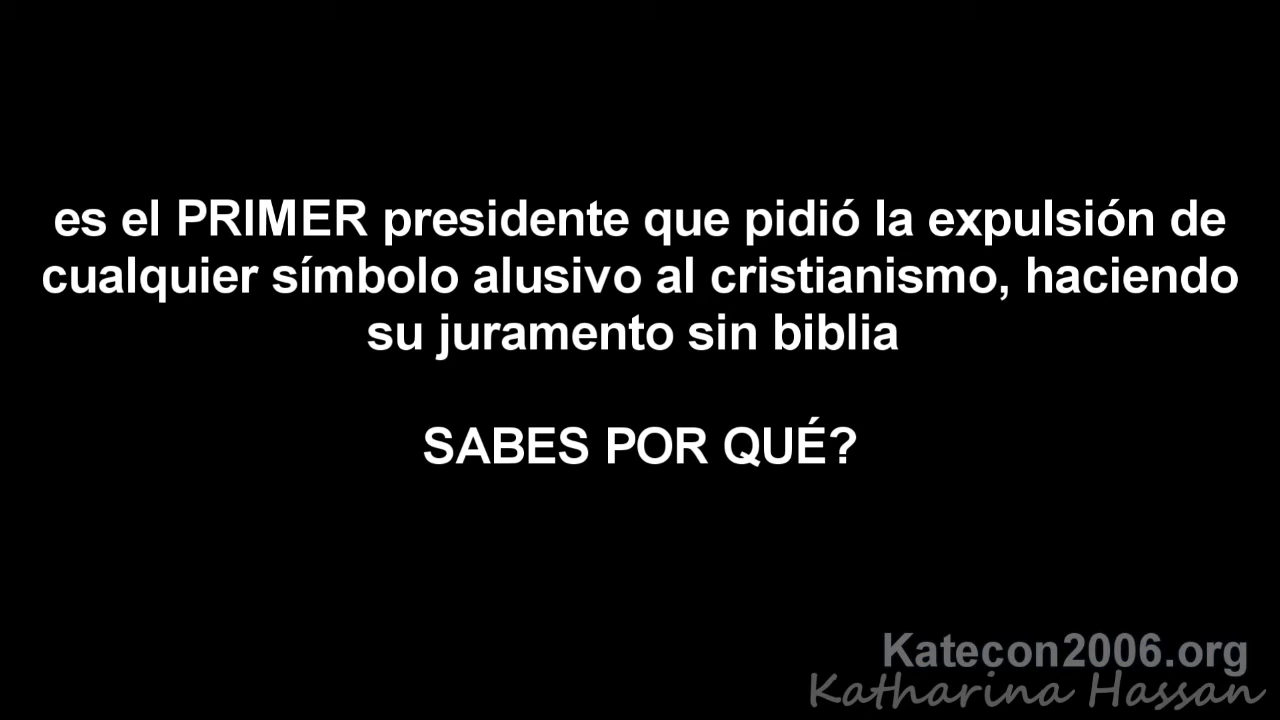 es el PRIMER presidente que pidió la expulsión de
cualquier símbolo alusivo al cristianismo, haciendo
su juramento sin biblia
SABES POR QUÉ?
Katecon2006.org
Katharina Hassan